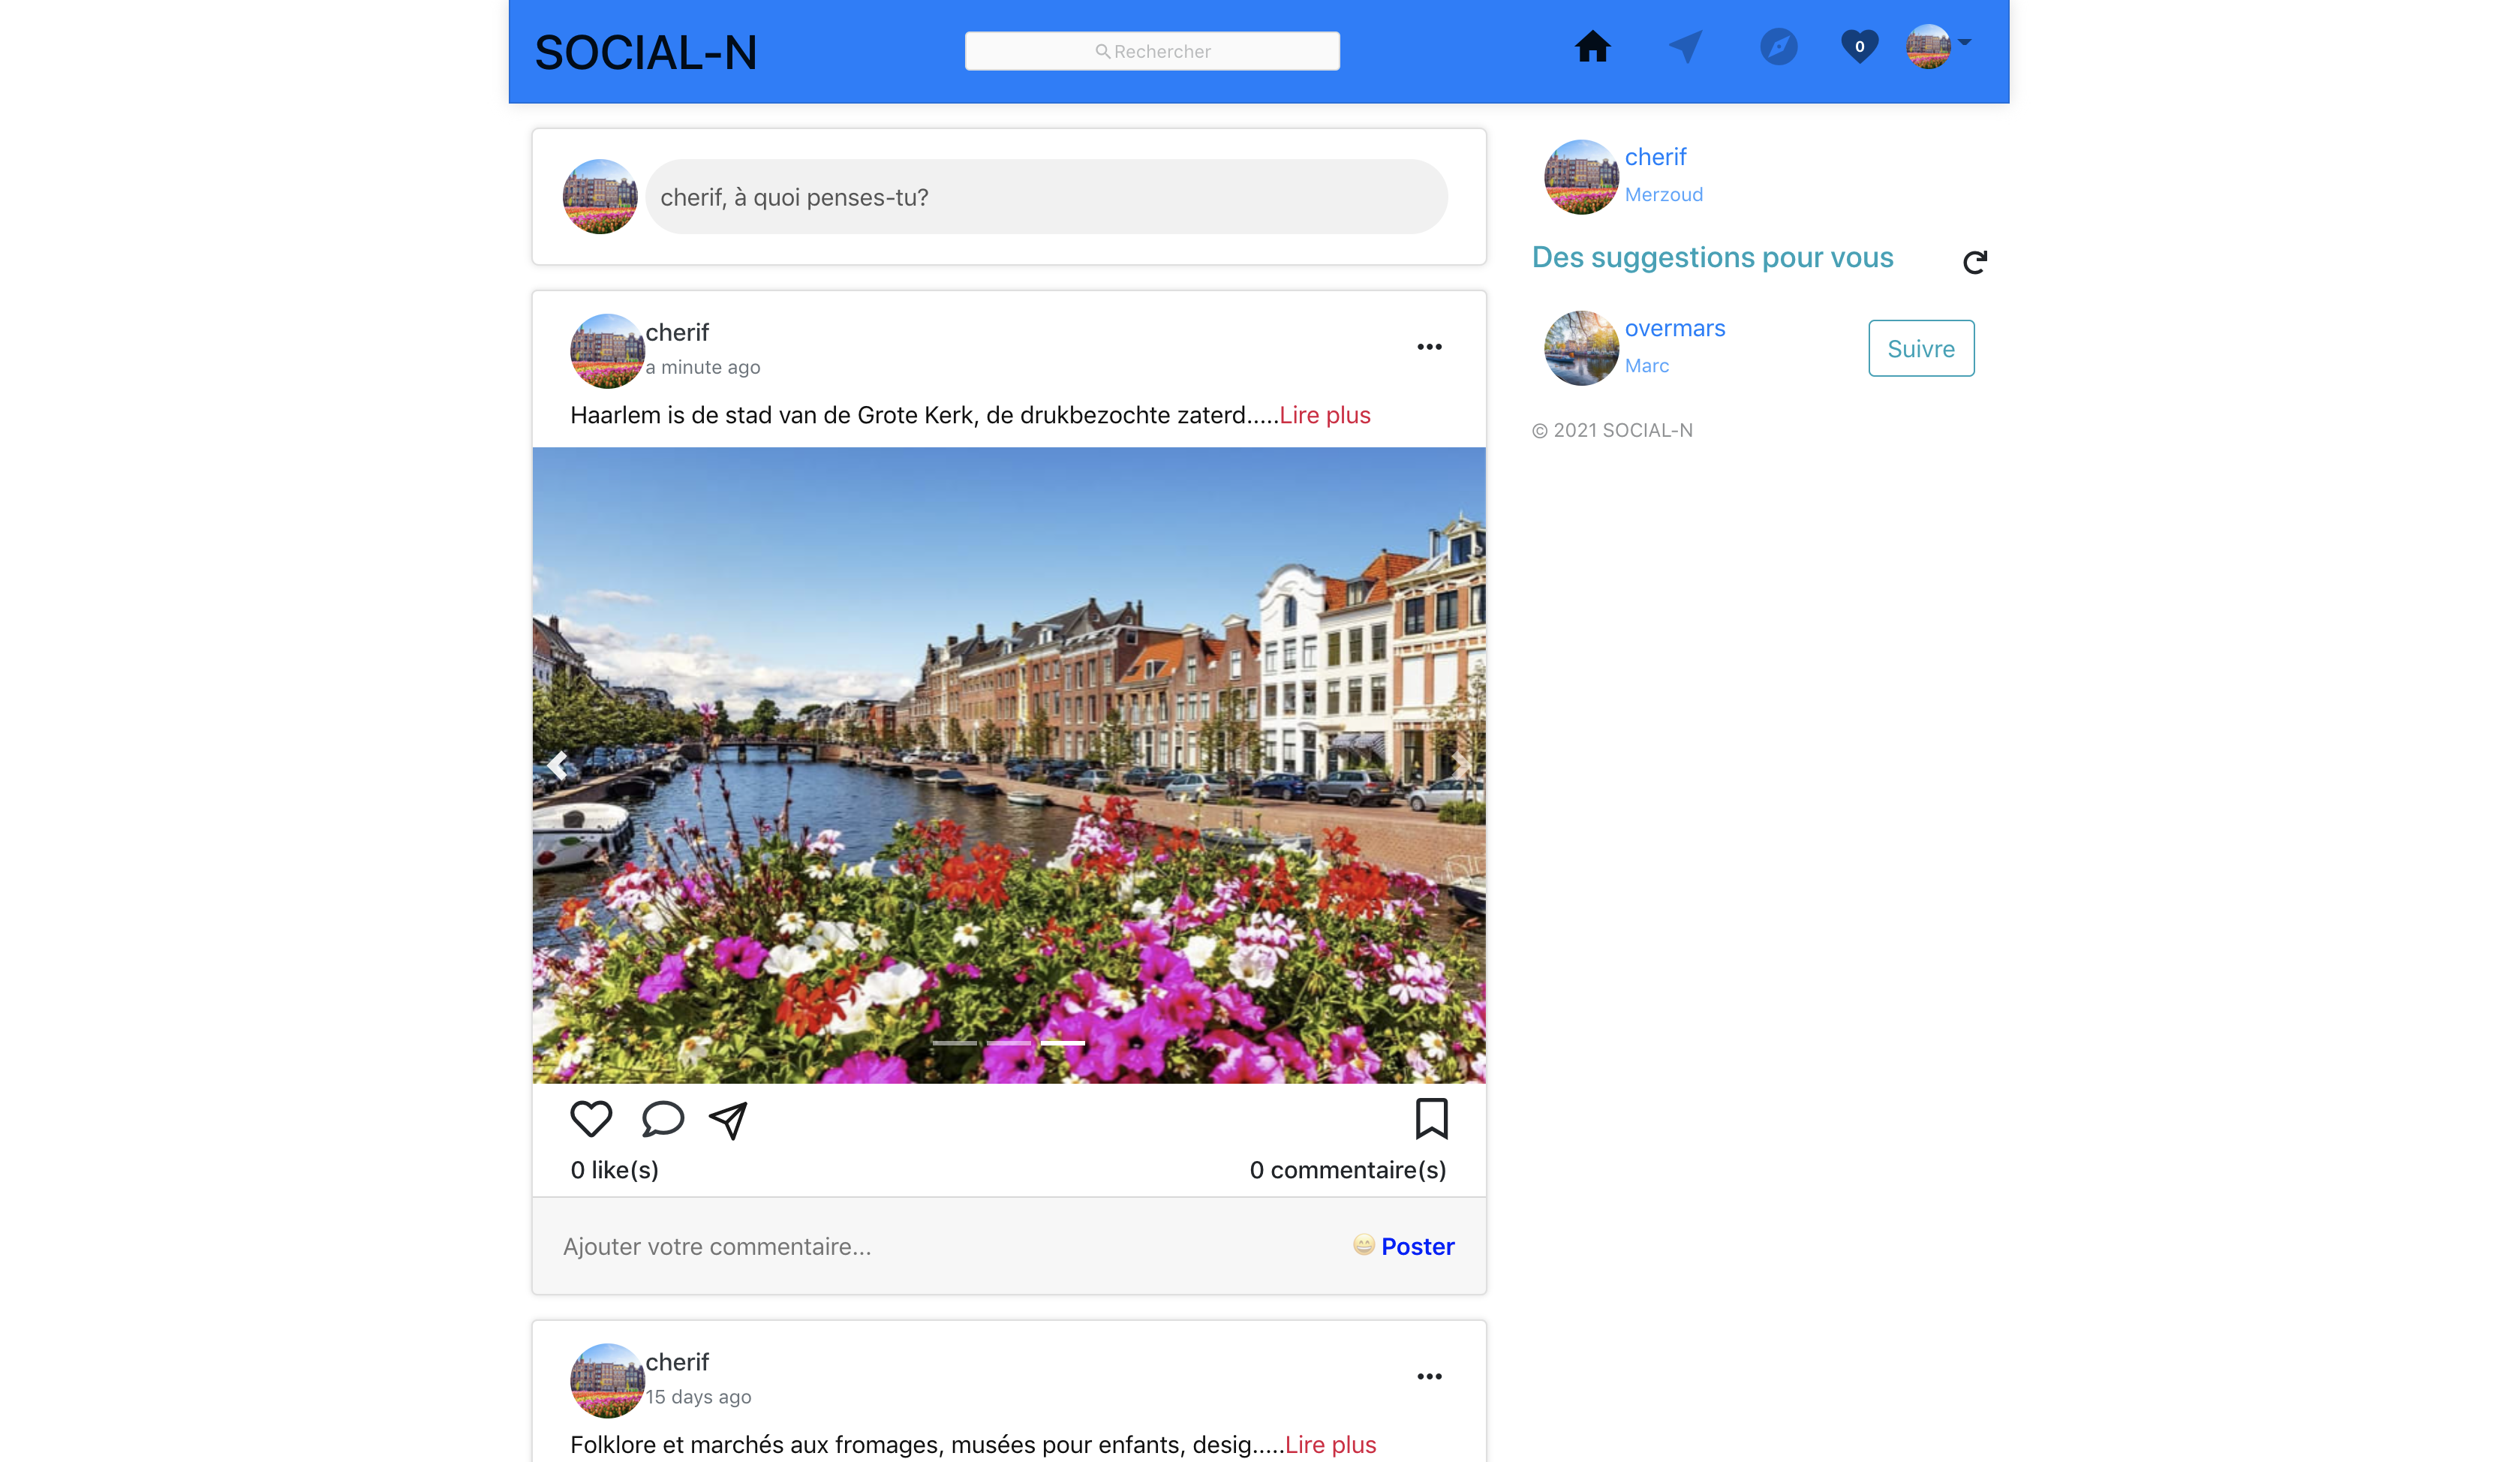 SOCIAL-N
Rechercher
0
cherif, à quoi penses-tu?
cherif
a minute ago
Haarlem is de stad van de Grote Kerk, de drukbezochte zaterd.....Lire plus
0 like(s)
0 commentaire(s)
Ajouter votre commentaire...
Poster
cherif
15 days ago
Folklore et marchés aux fromages, musées pour enfants, desig.....Lire plus
cherif
Merzoud
Des suggestions pour vous
overmars
Marc
Suivre
© 2021 SOCIAL-N